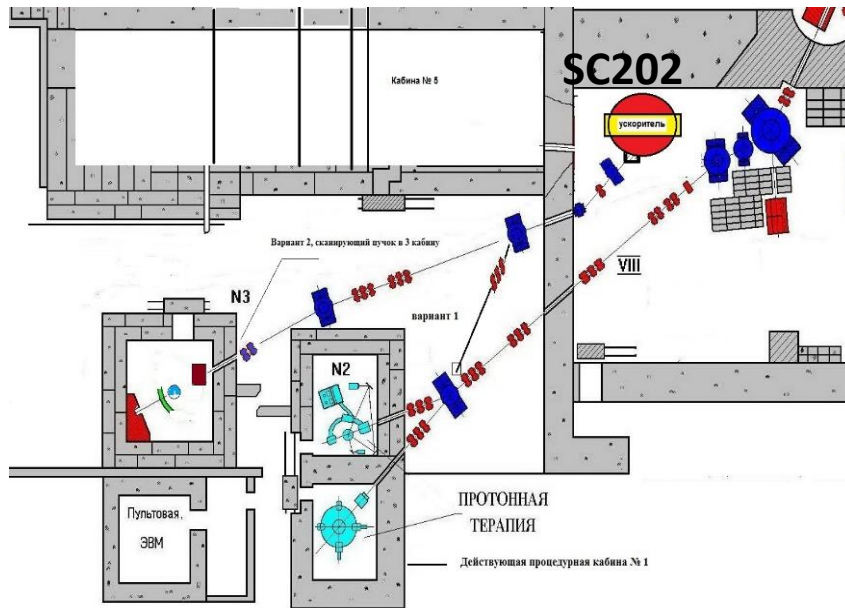 SC202
Кабина № 5
ускоритель
Вариант 2, сканирующий пучок в 3 кабину
VIII
N3
вариант 1
N2
ПРОТОННАЯ
ТЕРАПИЯ
Пультовая,
ЭВМ
Действующая процедурная кабина № 1